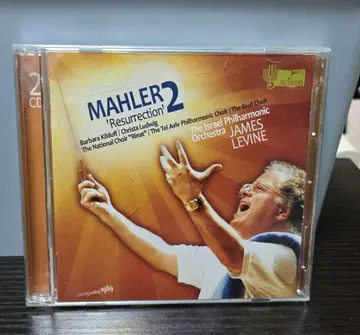 2
CD
helicon
MAHLER 2
'Resurrection'
Barbara Kilduff / Christa Ludwig
The National Choir "Rinat" / The Tel Aviv Philharmonic Choir / The Ihud Choir
The Israel Philharmonic
Orchestra JAMES
LEVINE
1989